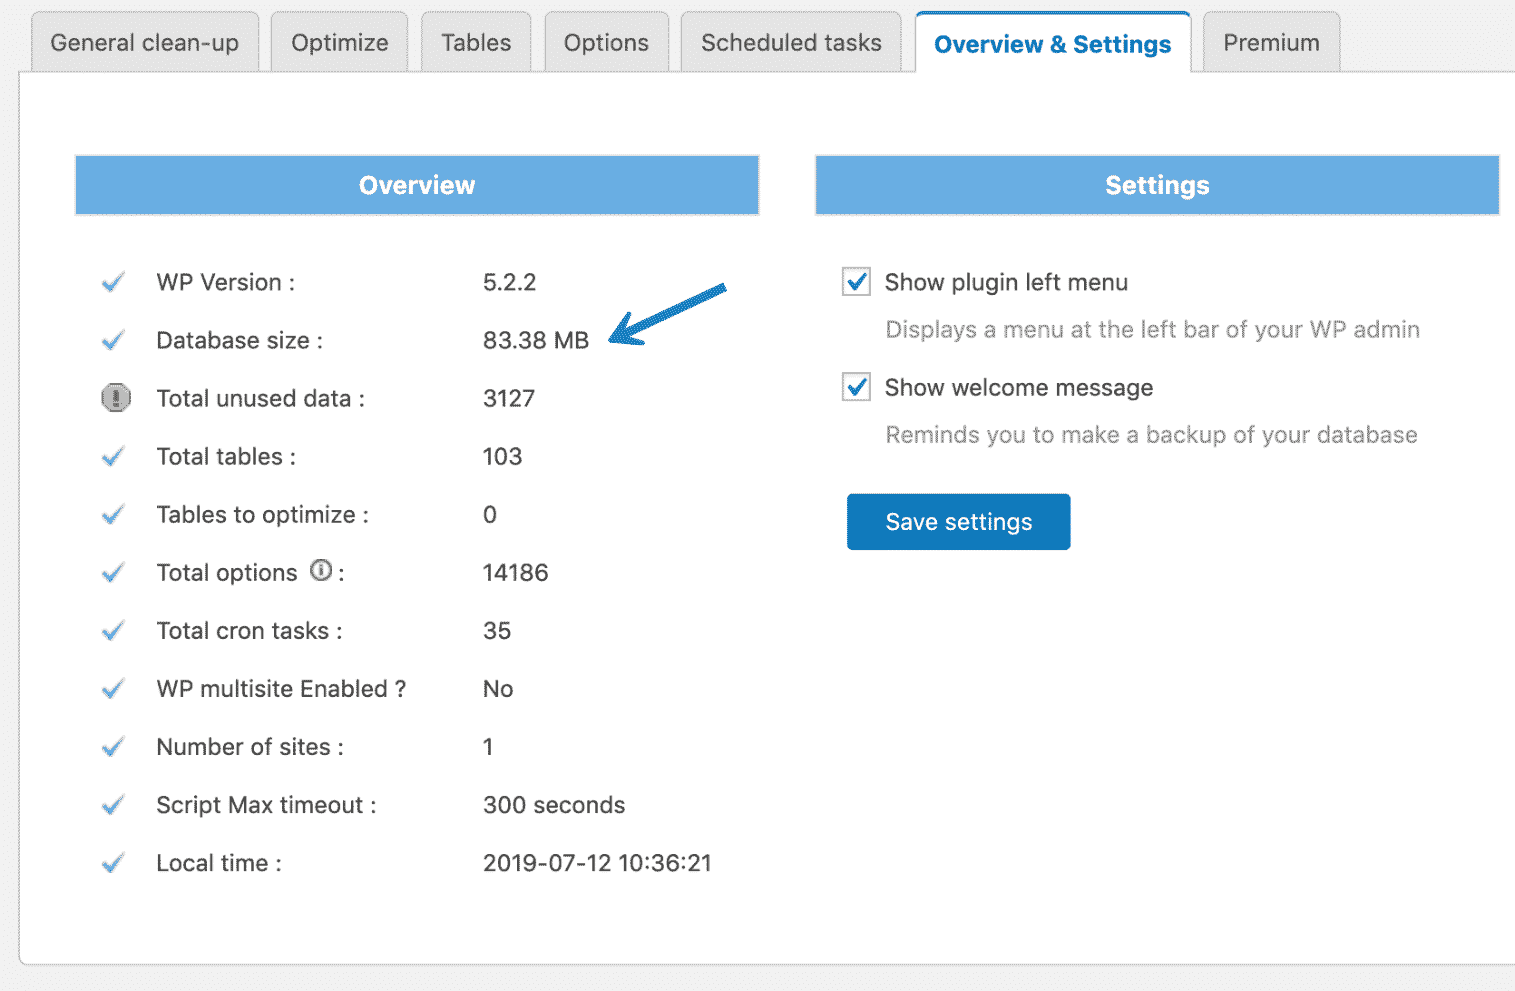 General clean-up
Optimize
Tables
Options
Scheduled tasks
Overview & Settings
Premium
Overview
WP Version : 5.2.2
Database size : 83.38 MB
Total unused data : 3127
Total tables : 103
Tables to optimize : 0
Total options : 14186
Total cron tasks : 35
WP multisite Enabled ? No
Number of sites : 1
Script Max timeout : 300 seconds
Local time : 2019-07-12 10:36:21
Settings
Show plugin left menu
Displays a menu at the left bar of your WP admin
Show welcome message
Reminds you to make a backup of your database
Save settings